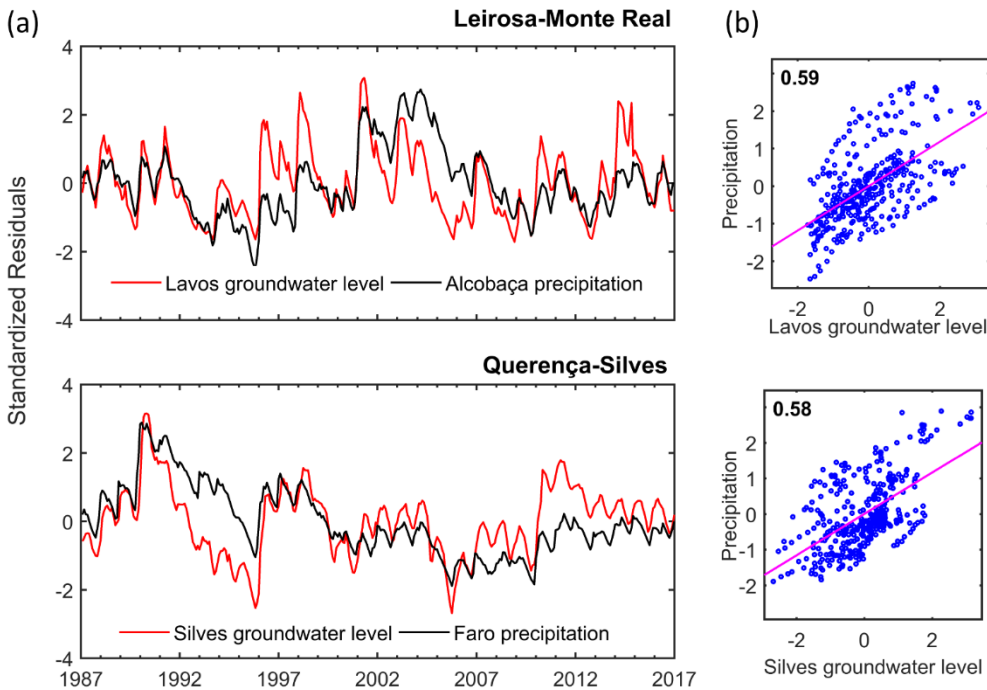 (a)
Leirosa-Monte Real
(b)
Standardized Residuals
4
2
0
-2
-4
Lavos groundwater level
Alcobaça precipitation
0.59
Precipitation
2
1
0
-1
-2
-2
0
2
Lavos groundwater level
Querença-Silves
4
2
0
-2
-4
Silves groundwater level
Faro precipitation
1987
1992
1997
2002
2007
2012
2017
0.58
Precipitation
2
1
0
-1
-2
-2
0
2
Silves groundwater level